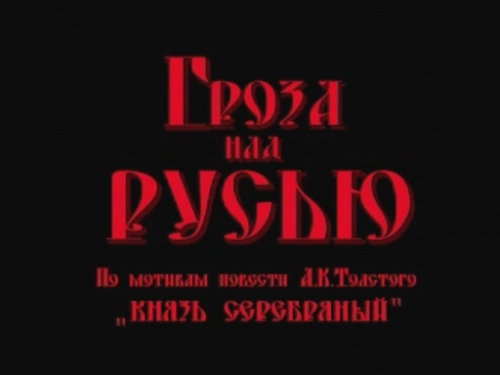 Гроза
над
Русью
По мотивам повести А.К.Толстого
„Князь Серебряный"